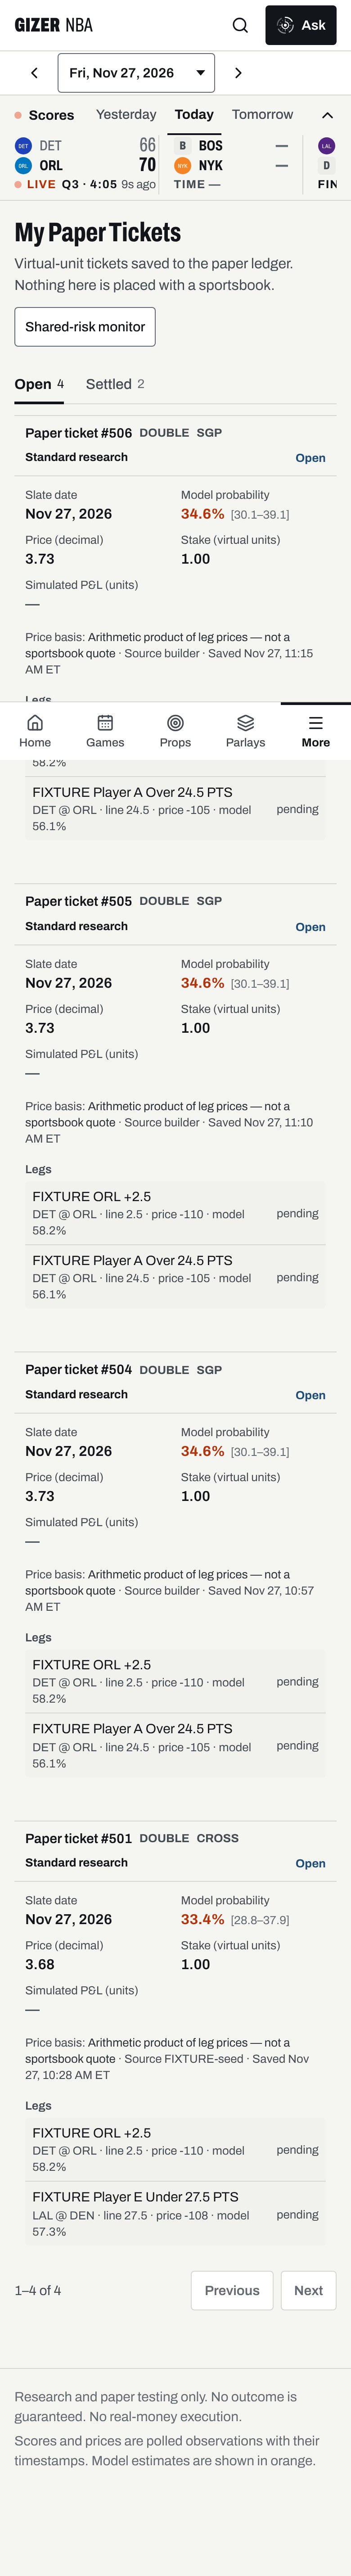 GIZER NBA
Ask
Fri, Nov 27, 2026
Scores Yesterday Today Tomorrow
DET DET 66
ORL ORL 70
LIVE Q3 · 4:05 9s ago
B BOS —
NYK NYK —
TIME —
LAL
D
FIN
My Paper Tickets
Virtual-unit tickets saved to the paper ledger.
Nothing here is placed with a sportsbook.
Shared-risk monitor
Open 4 Settled 2
Paper ticket #506 DOUBLE SGP
Standard research Open
Slate date Model probability
Nov 27, 2026 34.6% [30.1–39.1]
Price (decimal) Stake (virtual units)
3.73 1.00
Simulated P&L (units)
—
Price basis: Arithmetic product of leg prices — not a
sportsbook quote · Source builder · Saved Nov 27, 11:15
AM ET
Legs
Home Games Props Parlays More
58.2%
FIXTURE Player A Over 24.5 PTS
DET @ ORL · line 24.5 · price -105 · model pending
56.1%
Paper ticket #505 DOUBLE SGP
Standard research Open
Slate date Model probability
Nov 27, 2026 34.6% [30.1–39.1]
Price (decimal) Stake (virtual units)
3.73 1.00
Simulated P&L (units)
—
Price basis: Arithmetic product of leg prices — not a
sportsbook quote · Source builder · Saved Nov 27, 11:10
AM ET
Legs
FIXTURE ORL +2.5
DET @ ORL · line 2.5 · price -110 · model pending
58.2%
FIXTURE Player A Over 24.5 PTS
DET @ ORL · line 24.5 · price -105 · model pending
56.1%
Paper ticket #504 DOUBLE SGP
Standard research Open
Slate date Model probability
Nov 27, 2026 34.6% [30.1–39.1]
Price (decimal) Stake (virtual units)
3.73 1.00
Simulated P&L (units)
—
Price basis: Arithmetic product of leg prices — not a
sportsbook quote · Source builder · Saved Nov 27, 10:57
AM ET
Legs
FIXTURE ORL +2.5
DET @ ORL · line 2.5 · price -110 · model pending
58.2%
FIXTURE Player A Over 24.5 PTS
DET @ ORL · line 24.5 · price -105 · model pending
56.1%
Paper ticket #501 DOUBLE CROSS
Standard research Open
Slate date Model probability
Nov 27, 2026 33.4% [28.8–37.9]
Price (decimal) Stake (virtual units)
3.68 1.00
Simulated P&L (units)
—
Price basis: Arithmetic product of leg prices — not a
sportsbook quote · Source FIXTURE-seed · Saved Nov
27, 10:28 AM ET
Legs
FIXTURE ORL +2.5
DET @ ORL · line 2.5 · price -110 · model pending
58.2%
FIXTURE Player E Under 27.5 PTS
LAL @ DEN · line 27.5 · price -108 · model pending
57.3%
1–4 of 4 Previous Next
Research and paper testing only. No outcome is
guaranteed. No real-money execution.
Scores and prices are polled observations with their
timestamps. Model estimates are shown in orange.